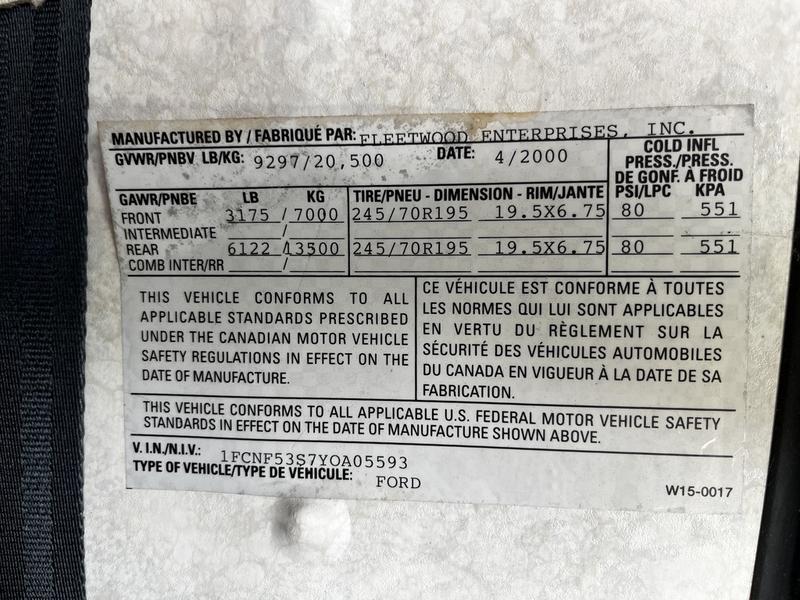 MANUFACTURED BY / FABRIQUÉ PAR: FLEETWOOD ENTERPRISES, INC.
GVWR/PNBV LB/KG: 9297/20,500 DATE: 4/2000
COLD INFL
PRESS./PRESS.
DE GONF. À FROID
GAWR/PNBE LB KG TIRE/PNEU - DIMENSION - RIM/JANTE PSI/LPC KPA
FRONT 3175 / 7000 245/70R195 19.5X6.75 80 551
INTERMEDIATE /
REAR 6122 /13500 245/70R195 19.5X6.75 80 551
COMB INTER/RR /
THIS VEHICLE CONFORMS TO ALL
APPLICABLE STANDARDS PRESCRIBED
UNDER THE CANADIAN MOTOR VEHICLE
SAFETY REGULATIONS IN EFFECT ON THE
DATE OF MANUFACTURE.
CE VÉHICULE EST CONFORME À TOUTES
LES NORMES QUI LUI SONT APPLICABLES
EN VERTU DU RÈGLEMENT SUR LA
SÉCURITÉ DES VÉHICULES AUTOMOBILES
DU CANADA EN VIGUEUR À LA DATE DE SA
FABRICATION.
THIS VEHICLE CONFORMS TO ALL APPLICABLE U.S. FEDERAL MOTOR VEHICLE SAFETY
STANDARDS IN EFFECT ON THE DATE OF MANUFACTURE SHOWN ABOVE.
V.I.N./N.I.V.: 1FCNF53S7YOA05593
TYPE OF VEHICLE/TYPE DE VÉHICULE: FORD
W15-0017